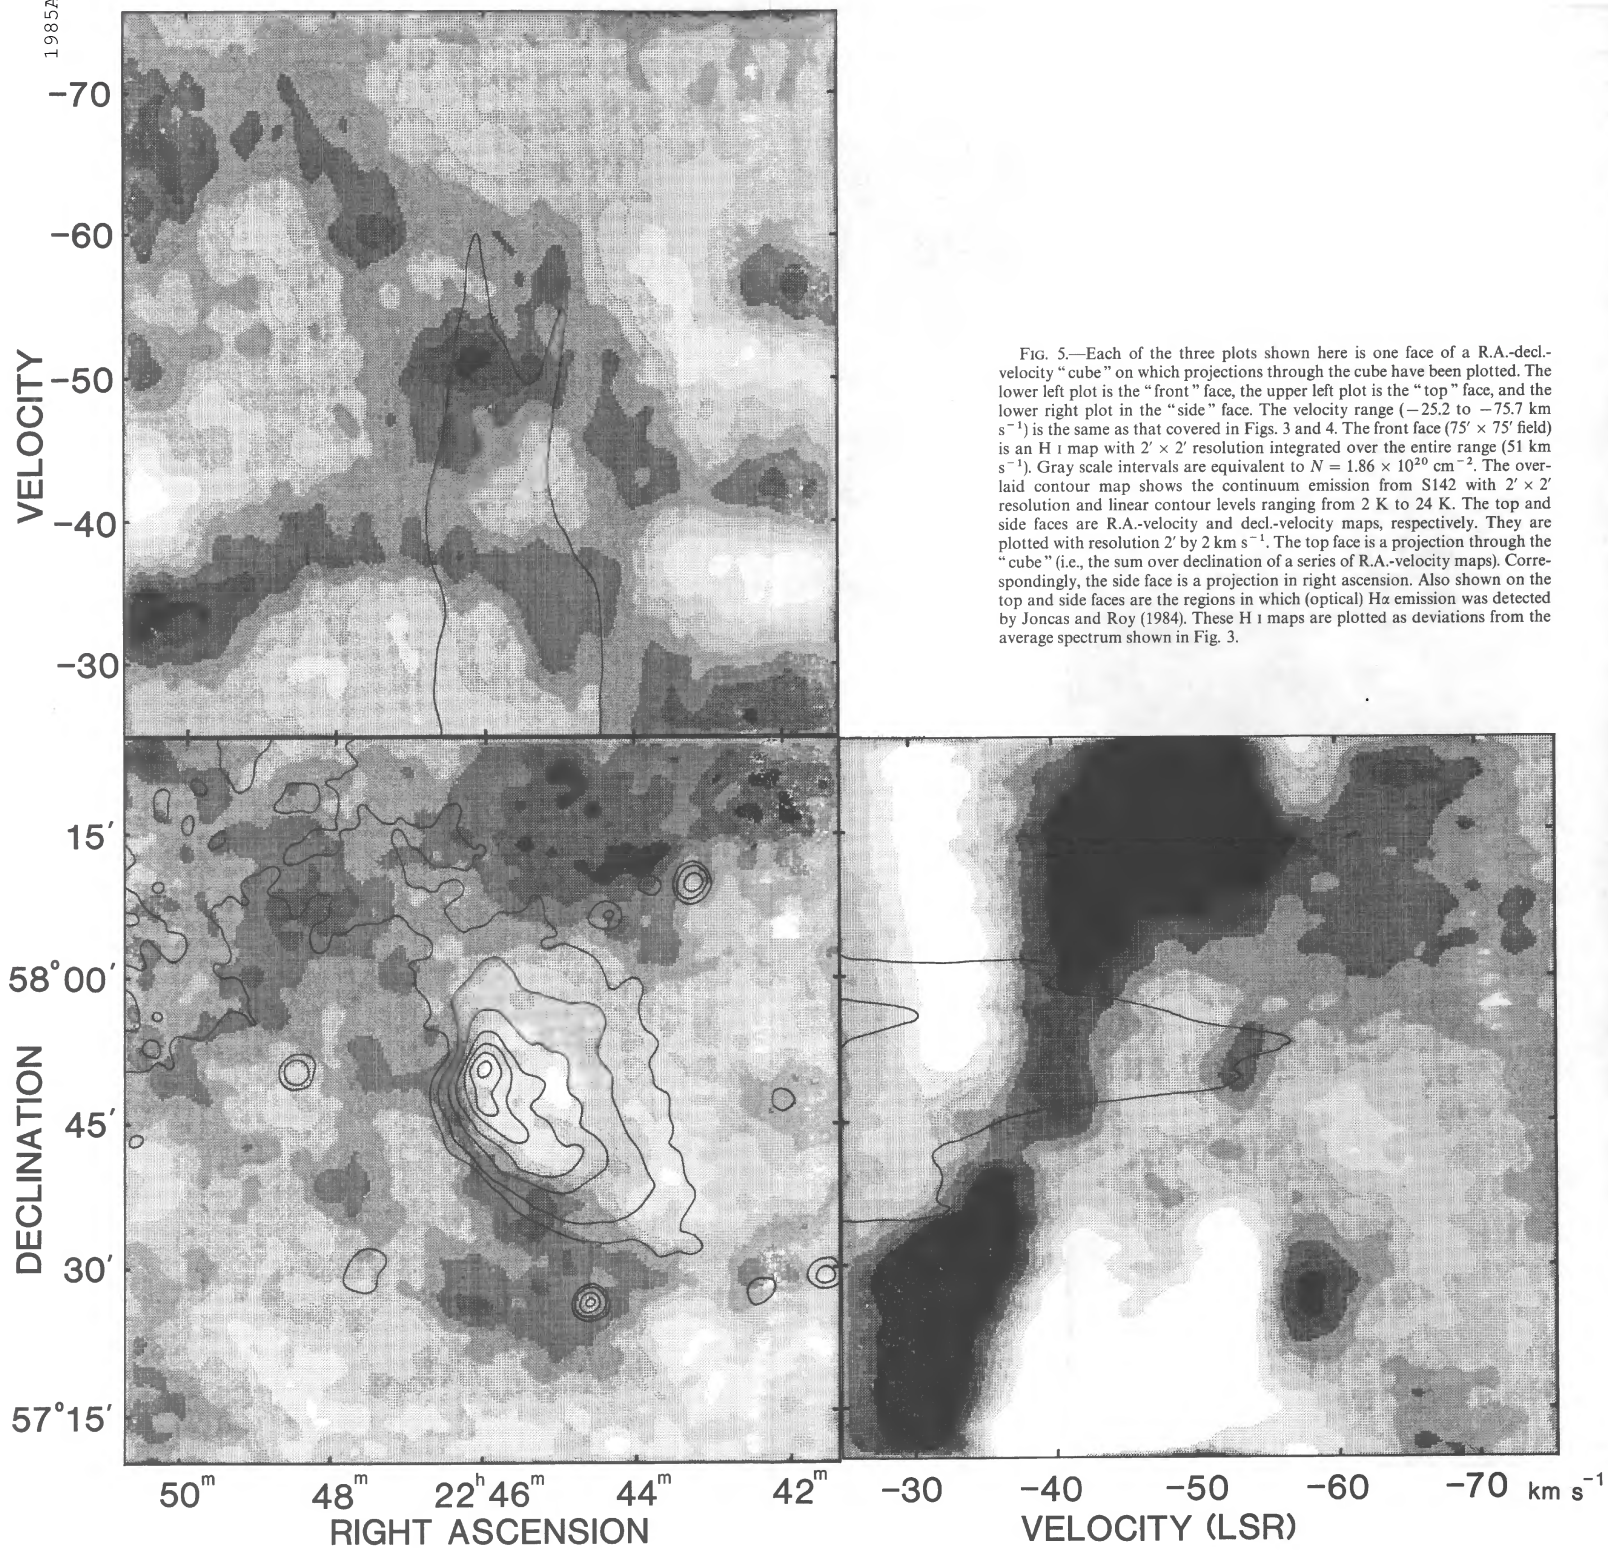 1985A
-70
-60
-50
-40
-30
VELOCITY
FIG. 5.—Each of the three plots shown here is one face of a R.A.-decl.-
velocity “cube” on which projections through the cube have been plotted. The
lower left plot is the “front” face, the upper left plot is the “top” face, and the
lower right plot in the “side” face. The velocity range (−25.2 to −75.7 km
s⁻¹) is the same as that covered in Figs. 3 and 4. The front face (75′ × 75′ field)
is an H I map with 2′ × 2′ resolution integrated over the entire range (51 km
s⁻¹). Gray scale intervals are equivalent to N = 1.86 × 10²⁰ cm⁻². The over-
laid contour map shows the continuum emission from S142 with 2′ × 2′
resolution and linear contour levels ranging from 2 K to 24 K. The top and
side faces are R.A.-velocity and decl.-velocity maps, respectively. They are
plotted with resolution 2′ by 2 km s⁻¹. The top face is a projection through the
“cube” (i.e., the sum over declination of a series of R.A.-velocity maps). Corre-
spondingly, the side face is a projection in right ascension. Also shown on the
top and side faces are the regions in which (optical) Hα emission was detected
by Joncas and Roy (1984). These H I maps are plotted as deviations from the
average spectrum shown in Fig. 3.
15′
58°00′
45′
30′
57°15′
DECLINATION
50ᵐ 48ᵐ 22ʰ46ᵐ 44ᵐ 42ᵐ
RIGHT ASCENSION
-30 -40 -50 -60 -70 km s⁻¹
VELOCITY (LSR)